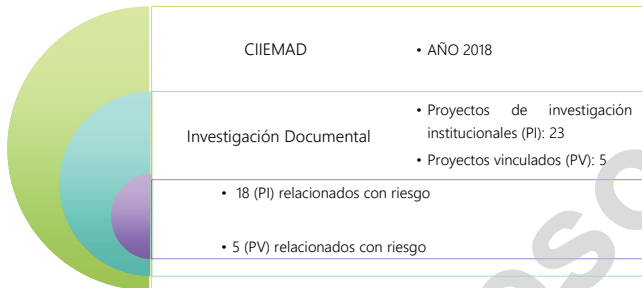 CIIEMAD
• AÑO 2018
Investigación Documental
• Proyectos de investigación
institucionales (PI): 23
• Proyectos vinculados (PV): 5
• 18 (PI) relacionados con riesgo
• 5 (PV) relacionados con riesgo